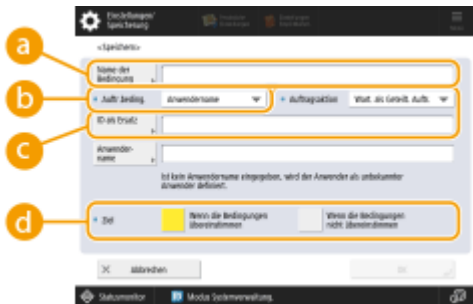 Einstellungen/
Speicherung
<Speichern>
a
Name der
Bedingung
b
Auftr.beding.
Anwendername
Auftragsaktion
Wart. als Geteilt. Auftr.
c
ID als Ersatz
Anwender-
name
Ist kein Anwendername eingegeben, wird der Anwender als unbekannter
Anwender definiert.
d
Ziel
Wenn die Bedingungen
übereinstimmen
Wenn die Bedingungen
nicht übereinstimmen
Abbrechen
OK
Statusmonitor
Modus Systemverwaltung.